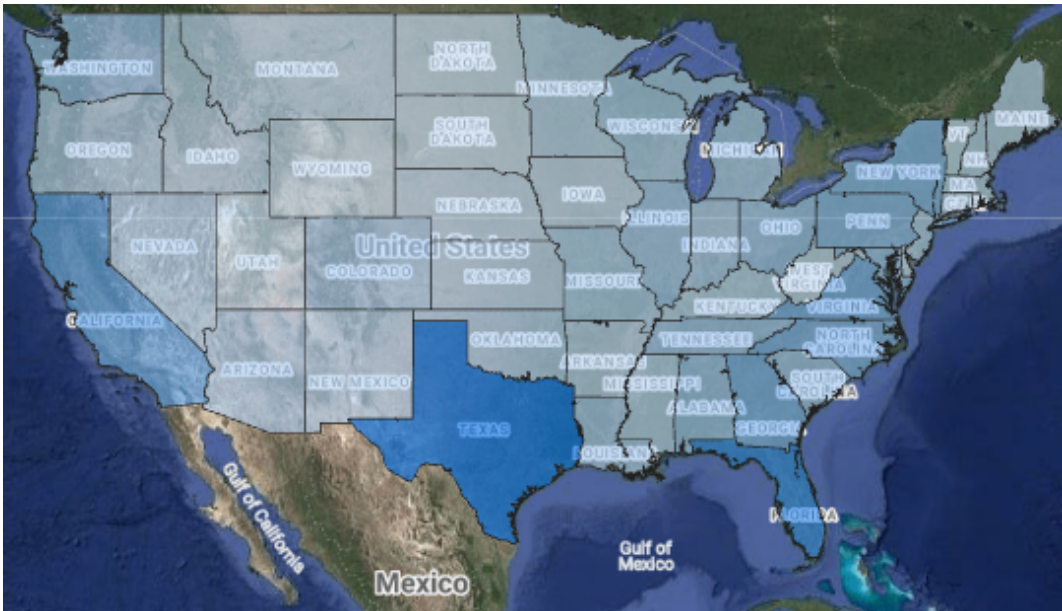 WASHINGTON
MONTANA
NORTH
DAKOTA
MINNESOTA
MAINE
VT
NH
OREGON
IDAHO
SOUTH
DAKOTA
WISCONSIN
MICHIGAN
WYOMING
NEW YORK
MA
CT
IOWA
NEBRASKA
PENN
ILLINOIS
INDIANA
OHIO
NEVADA
UTAH
COLORADO
United States
KANSAS
MISSOURI
WEST
VIRGINIA
VIRGINIA
KENTUCKY
CALIFORNIA
OKLAHOMA
TENNESSEE
NORTH
CAROLINA
ARIZONA
NEW MEXICO
ARKANSAS
MISSISSIPPI
ALABAMA
SOUTH
CAROLINA
GEORGIA
TEXAS
LOUISIANA
FLORIDA
Gulf of California
Gulf of
Mexico
Mexico